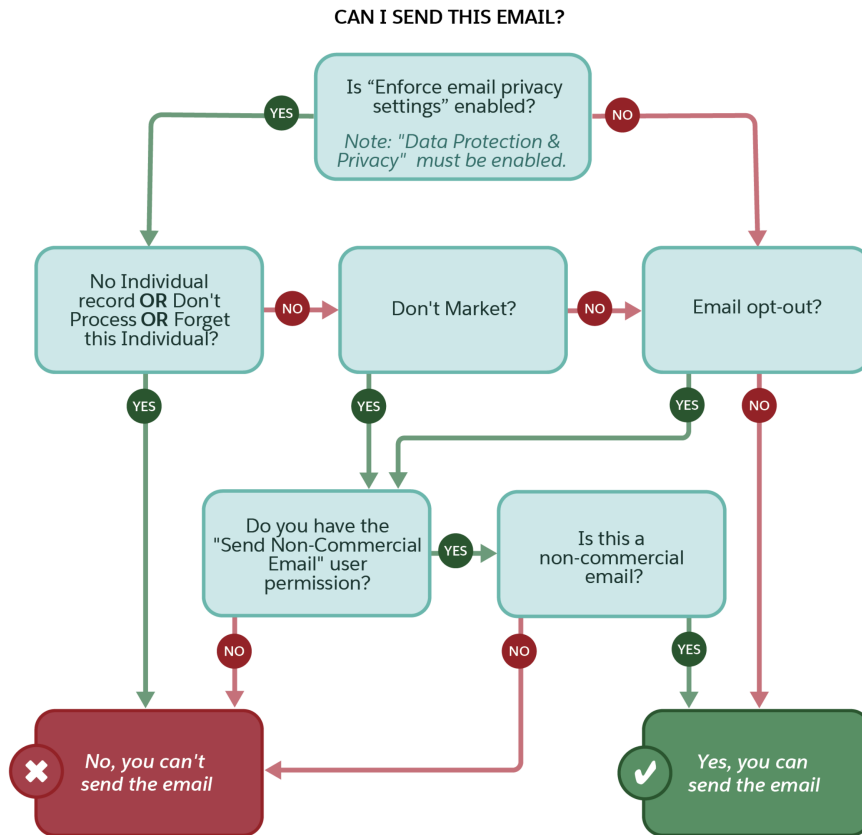 CAN I SEND THIS EMAIL?
Is “Enforce email privacy
settings” enabled?
Note: "Data Protection &
Privacy" must be enabled.
YES
NO
No Individual
record OR Don't
Process OR Forget
this Individual?
NO
Don't Market?
NO
Email opt-out?
YES
YES
YES
NO
Do you have the
"Send Non-Commercial
Email" user
permission?
YES
Is this a
non-commercial
email?
NO
NO
YES
No, you can't
send the email
Yes, you can
send the email